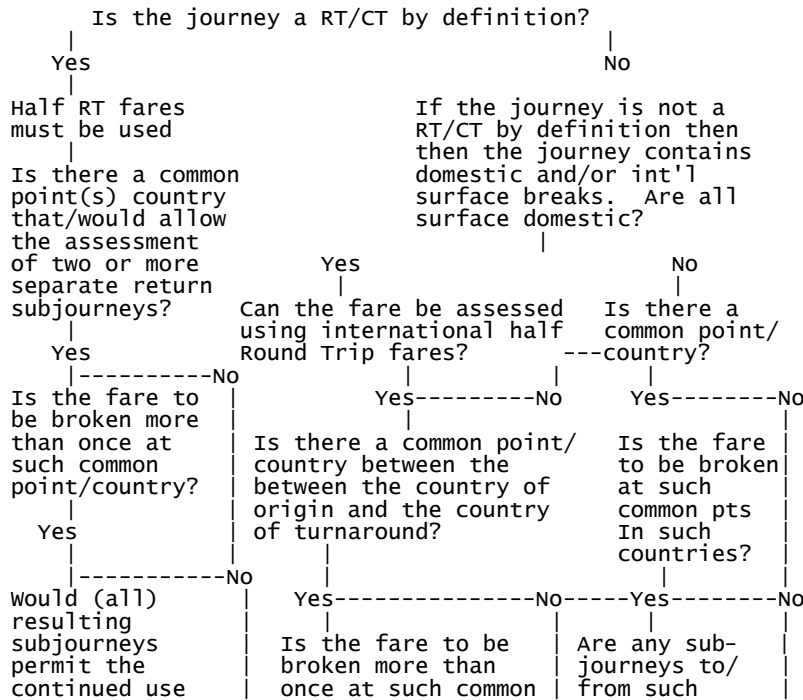 Is the journey a RT/CT by definition?
|                                        |
Yes                                      No
|
Half RT fares              If the journey is not a
must be used               RT/CT by definition then
|                          then the journey contains
Is there a common          domestic and/or int'l
point(s) country           surface breaks.  Are all
that/would allow           surface domestic?
the assessment                      |
of two or more      Yes                      No
separate return      |                       |
subjourneys?   Can the fare be assessed   Is there a
|              using international half   common point/
Yes            Round Trip fares?       ---country?
|----------No            |          |      |
Is the fare to |       Yes---------No    Yes--------No
be broken more |         |                           |
than once at   | Is there a common point/  Is the fare |
such common    | country between the       to be broken|
point/country? | between the country of    at such     |
|              | origin and the country    common pts  |
Yes            | of turnaround?            In such     |
|              |      |                    countries?  |
|-----------No        |                        |       |
Would (all)     |   Yes---------------No-----Yes--------No
resulting       |    |                |       |        |
subjourneys     |  Is the fare to be  |  Are any sub-  |
permit the      |  broken more than   |  journeys to/  |
continued use   |  once at such common |  from such    |